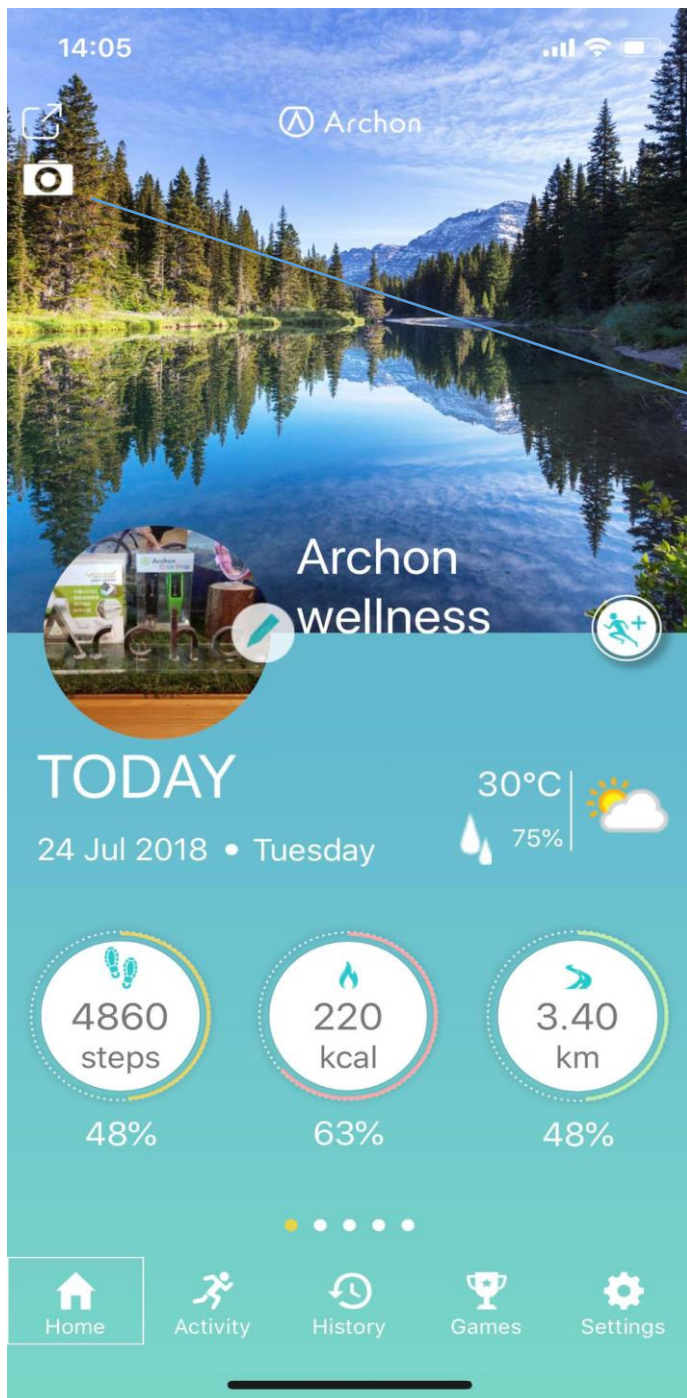 14:05
Archon
Archon
Archon
wellness
TODAY
30°C
24 Jul 2018 • Tuesday
75%
4860
steps
220
kcal
3.40
km
48%
63%
48%
Home
Activity
History
Games
Settings